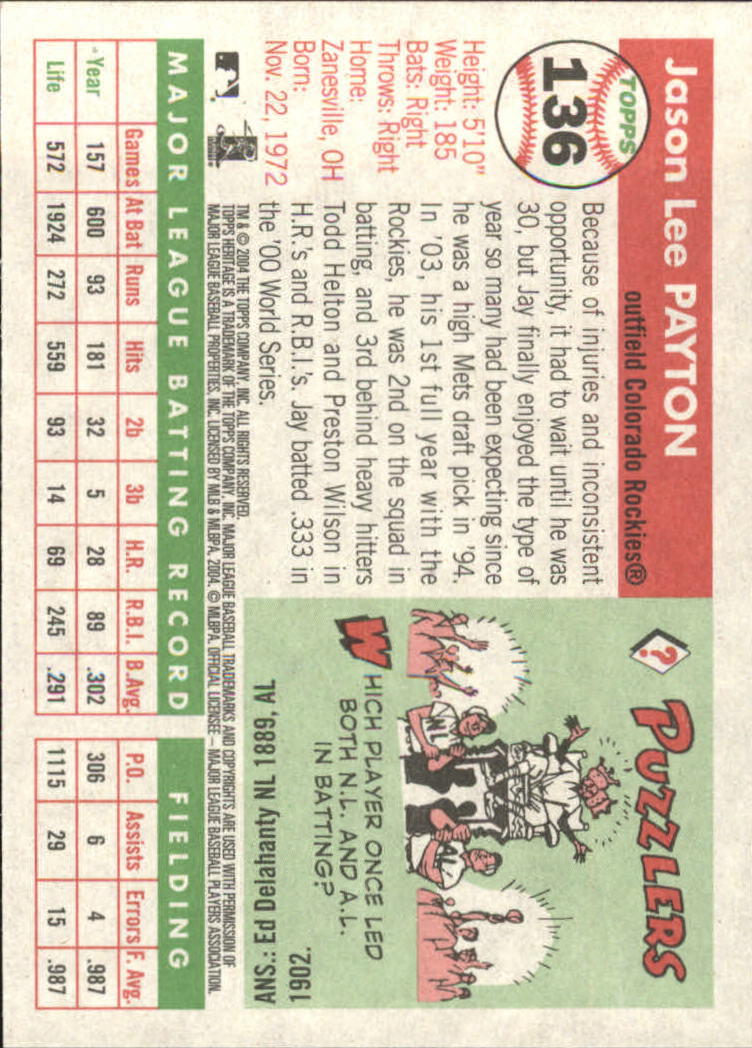 Jason Lee PAYTON
outfield Colorado Rockies®
TOPPS
136
Height: 5'10"
Weight: 185
Bats: Right
Throws: Right
Home:
Zanesville, OH
Born:
Nov. 22, 1972
Because of injuries and inconsistent
opportunity, it had to wait until he was
30, but Jay finally enjoyed the type of
year so many had been expecting since
he was a high Mets draft pick in '94.
In '03, his 1st full year with the
Rockies, he was 2nd on the squad in
batting, and 3rd behind heavy hitters
Todd Helton and Preston Wilson in
H.R.'s and R.B.I.'s. Jay batted .333 in
the '00 World Series.
? PUZZLERS
NL
AL
WHICH PLAYER ONCE LED
BOTH N.L. AND A.L.
IN BATTING?
ANS.: Ed Delahanty NL 1889, AL
1902.
TM & © 2004 THE TOPPS COMPANY, INC. ALL RIGHTS RESERVED.
TOPPS HERITAGE IS A TRADEMARK OF THE TOPPS COMPANY, INC. MAJOR LEAGUE BASEBALL TRADEMARKS AND COPYRIGHTS ARE USED WITH PERMISSION OF
MAJOR LEAGUE BASEBALL PROPERTIES, INC. LICENSED BY MLB & MLBPA, 2004. © MLBPA. OFFICIAL LICENSEE – MAJOR LEAGUE BASEBALL PLAYERS ASSOCIATION.
MAJOR LEAGUE BATTING RECORD FIELDING
Games At Bat Runs Hits 2b 3b H.R. R.B.I. B.Avg. P.O. Assists Errors F. Avg.
Year 157 600 93 181 32 5 28 89 .302 306 6 4 .987
Life 572 1924 272 559 93 14 69 245 .291 1115 29 15 .987